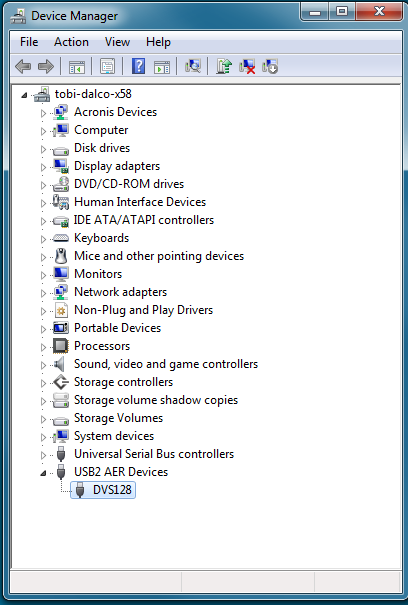 Device Manager
File Action View Help
tobi-dalco-x58
Acronis Devices
Computer
Disk drives
Display adapters
DVD/CD-ROM drives
Human Interface Devices
IDE ATA/ATAPI controllers
Keyboards
Mice and other pointing devices
Monitors
Network adapters
Non-Plug and Play Drivers
Portable Devices
Processors
Sound, video and game controllers
Storage controllers
Storage volume shadow copies
Storage Volumes
System devices
Universal Serial Bus controllers
USB2 AER Devices
DVS128